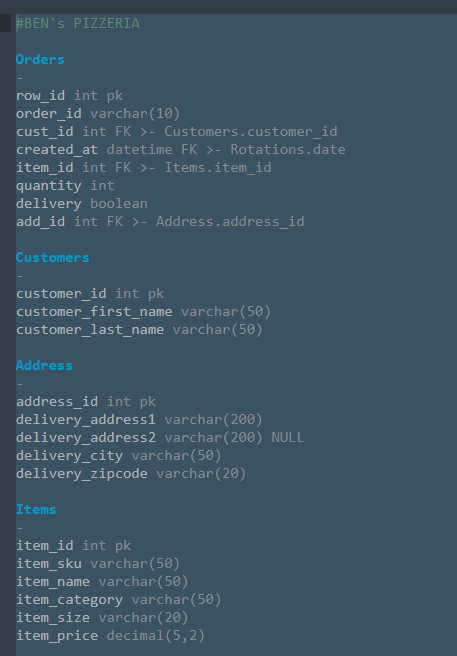 #BEN's PIZZERIA
Orders
-
row_id int pk
order_id varchar(10)
cust_id int FK >- Customers.customer_id
created_at datetime FK >- Rotations.date
item_id int FK >- Items.item_id
quantity int
delivery boolean
add_id int FK >- Address.address_id
Customers
-
customer_id int pk
customer_first_name varchar(50)
customer_last_name varchar(50)
Address
-
address_id int pk
delivery_address1 varchar(200)
delivery_address2 varchar(200) NULL
delivery_city varchar(50)
delivery_zipcode varchar(20)
Items
-
item_id int pk
item_sku varchar(50)
item_name varchar(50)
item_category varchar(50)
item_size varchar(20)
item_price decimal(5,2)